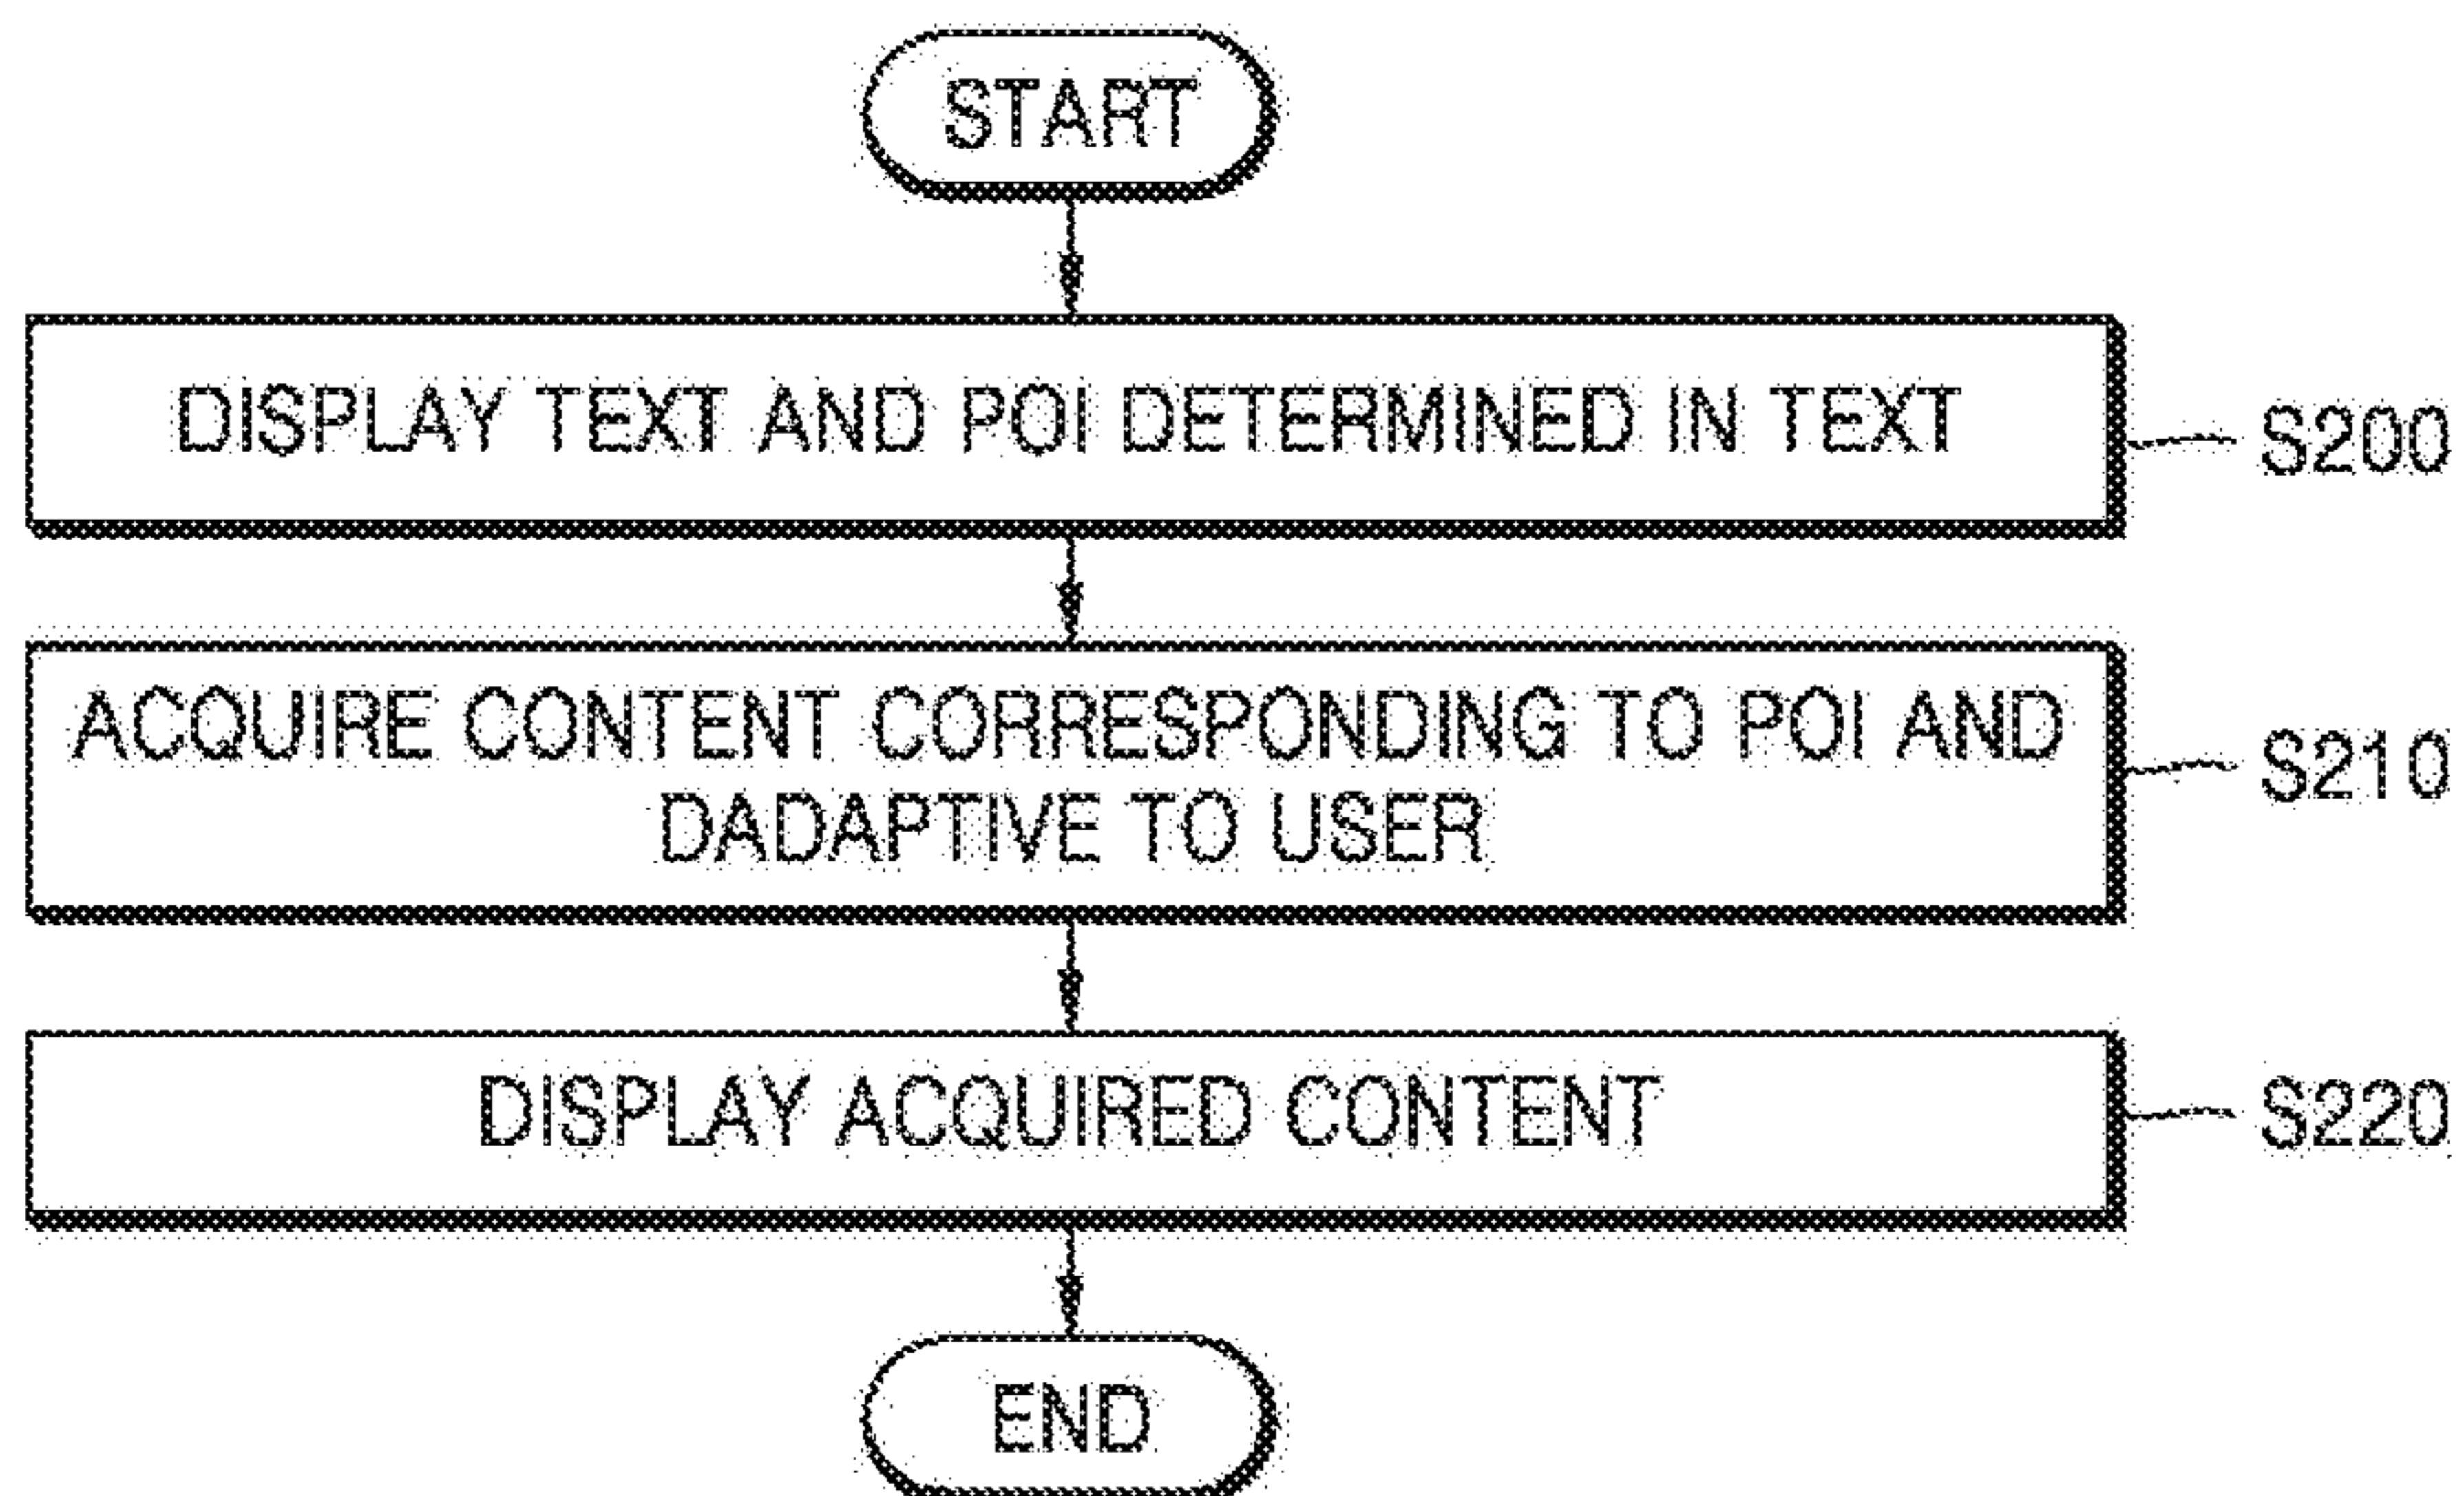 START
DISPLAY TEXT AND POI DETERMINED IN TEXT
S200
ACQUIRE CONTENT CORRESPONDING TO POI AND
DADAPTIVE TO USER
S210
DISPLAY ACQUIRED CONTENT
S220
END